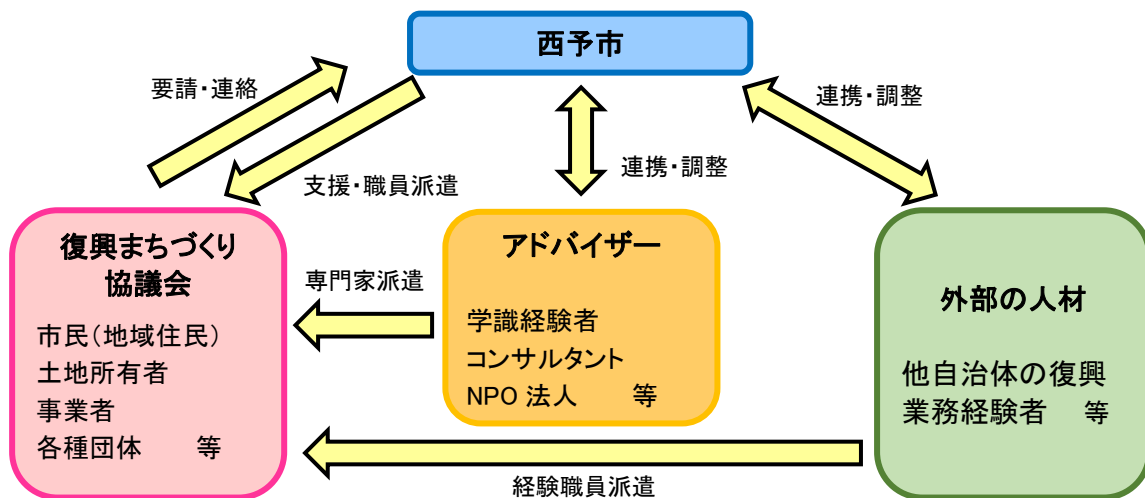 西予市
要請・連絡
連携・調整
支援・職員派遣
連携・調整
復興まちづくり
協議会
市民(地域住民)
土地所有者
事業者
各種団体 等
専門家派遣
アドバイザー
学識経験者
コンサルタント
NPO 法人 等
外部の人材
他自治体の復興
業務経験者 等
経験職員派遣